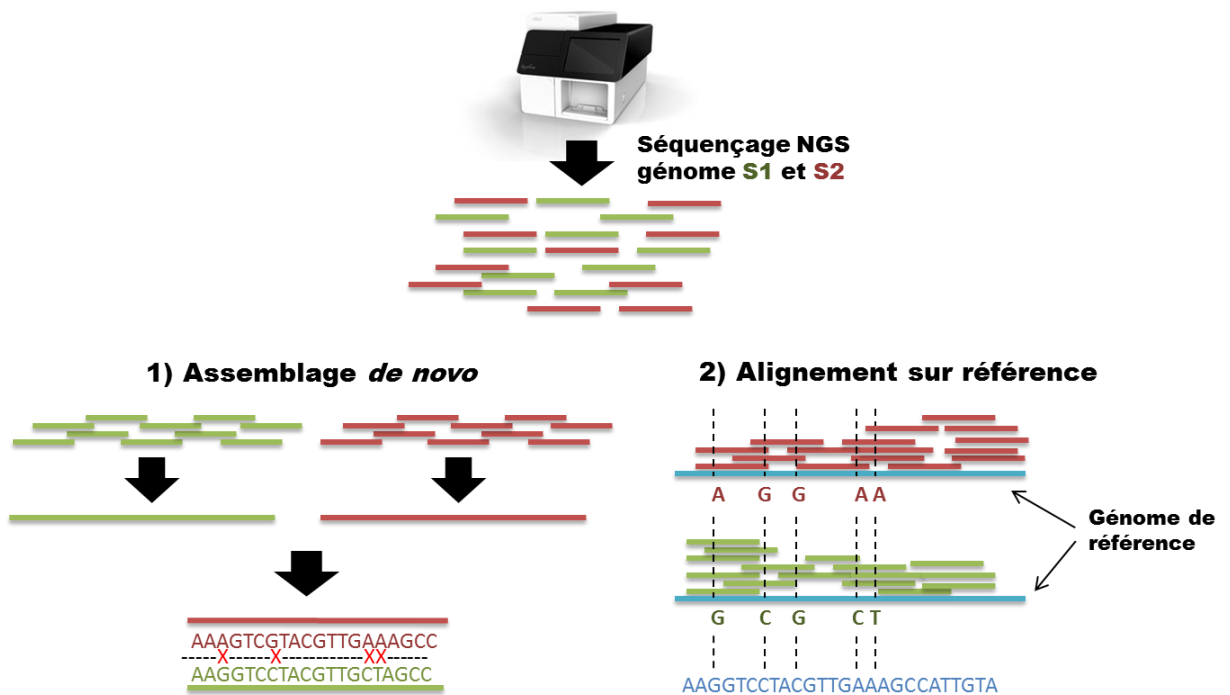 Séquençage NGS
génome S1 et S2
1) Assemblage de novo
AAAGTCGTACGTTGAAAGCC
-----X------X----------XX------
AAGGTCCTACGTTGCTAGCC
2) Alignement sur référence
A G G A A
Génome de
référence
G C G C T
AAGGTCCTACGTTGAAAGCCATTGTA